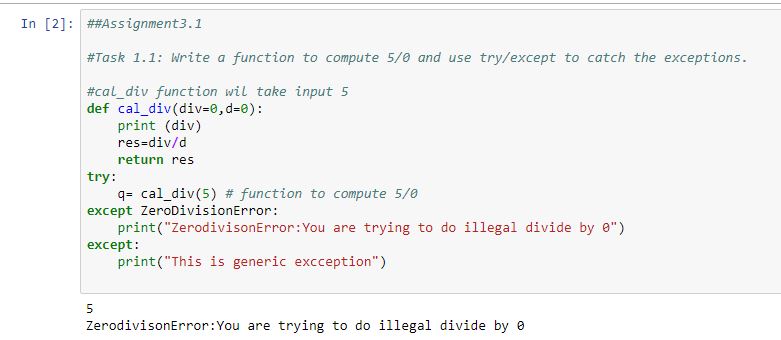 In [2]: ##Assignment3.1
#Task 1.1: Write a function to compute 5/0 and use try/except to catch the exceptions.
#cal_div function wil take input 5
def cal_div(div=0,d=0):
    print (div)
    res=div/d
    return res
try:
    q= cal_div(5) # function to compute 5/0
except ZeroDivisionError:
    print("ZerodivisonError:You are trying to do illegal divide by 0")
except:
    print("This is generic excception")
5
ZerodivisonError:You are trying to do illegal divide by 0